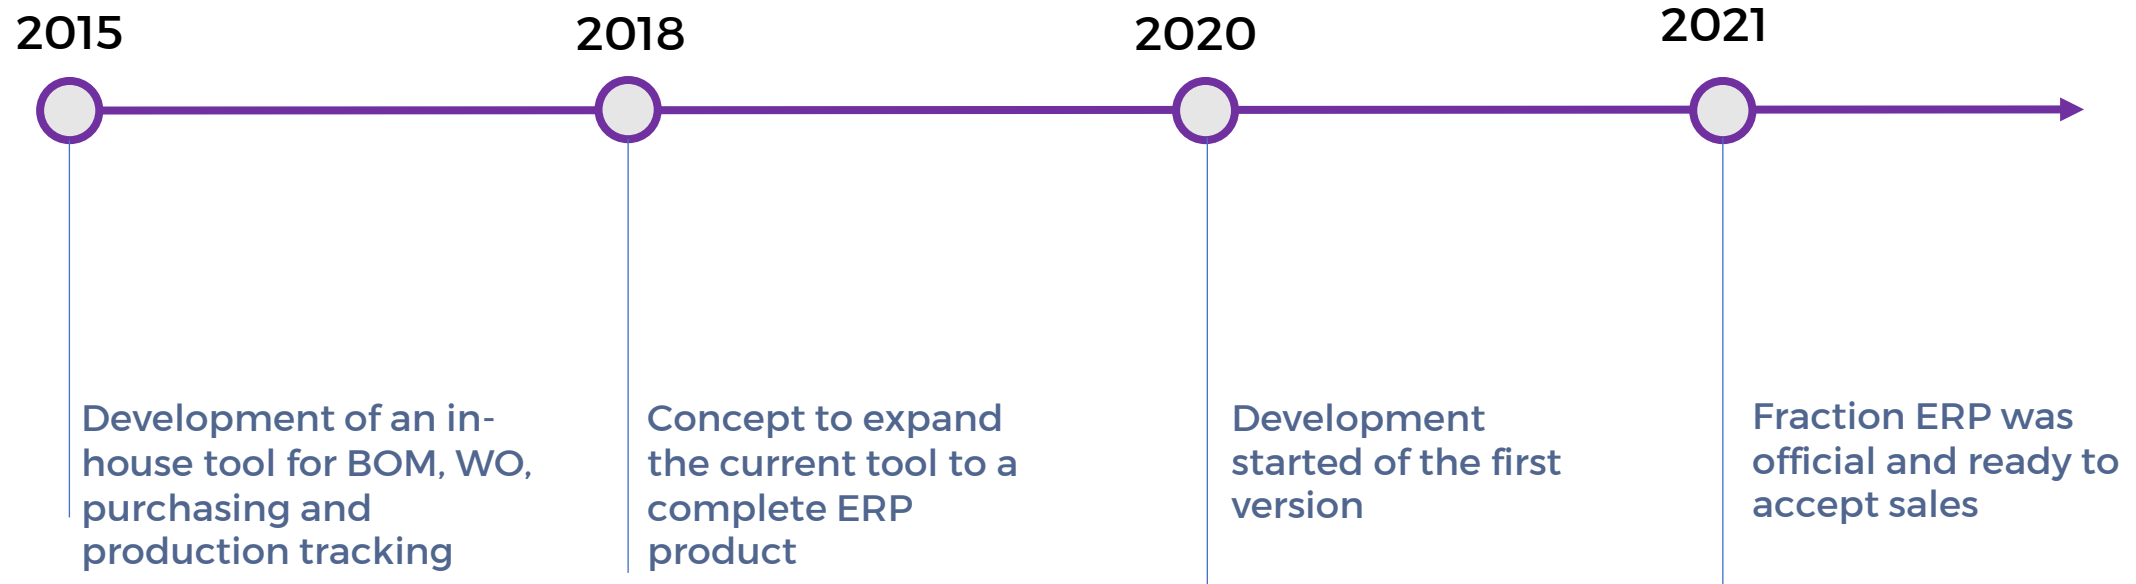 2015
2018
2020
2021
Development of an in-
house tool for BOM, WO,
purchasing and
production tracking
Concept to expand
the current tool to a
complete ERP
product
Development
started of the first
version
Fraction ERP was
official and ready to
accept sales